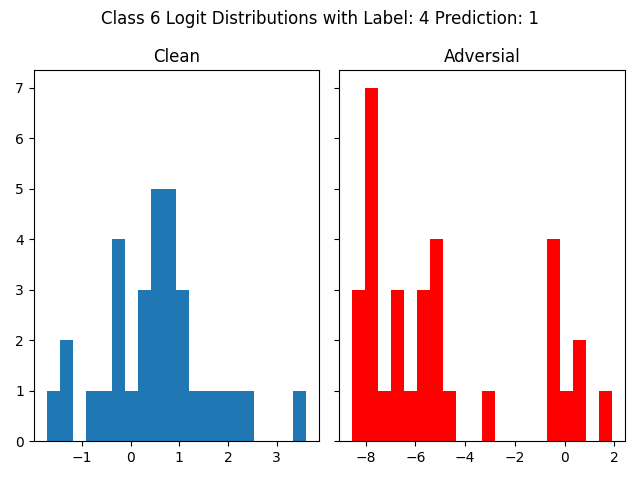 Class 6 Logit Distributions with Label: 4 Prediction: 1
Clean
Adversial
7
6
5
4
3
2
1
0
−1 0 1 2 3
−8 −6 −4 −2 0 2